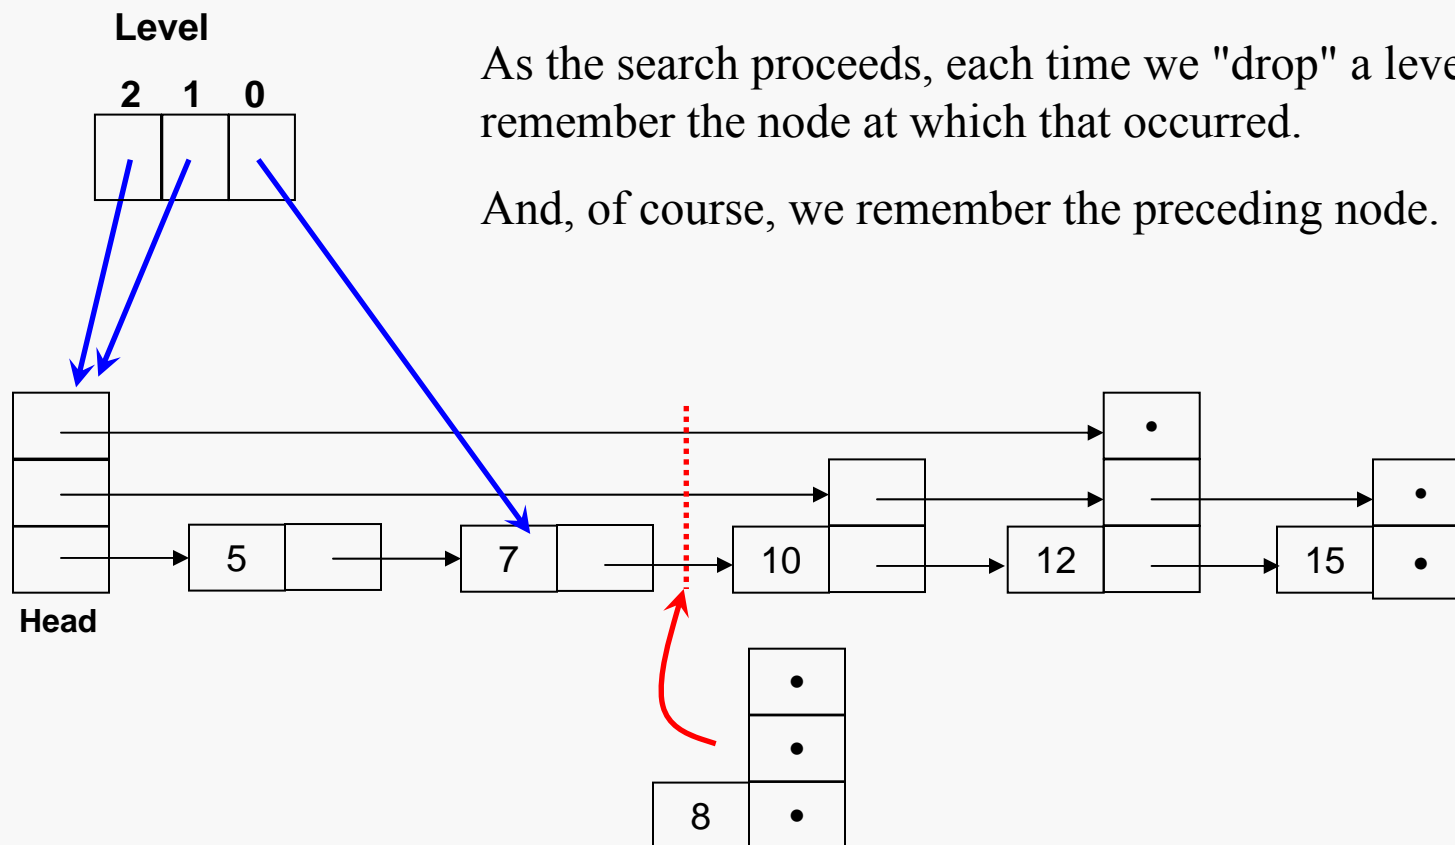 Level
2 1 0
As the search proceeds, each time we "drop" a leve
remember the node at which that occurred.
And, of course, we remember the preceding node.
5 7 10 12 15
Head
8